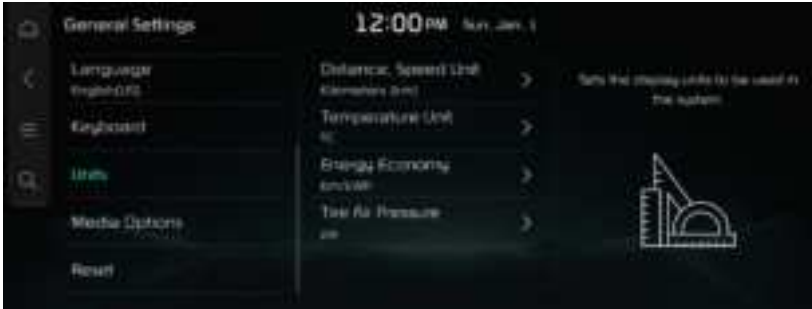 General Settings
12:00 PM Sun, Jan. 1
Language
English(US)
Keyboard
Units
Media Options
Reset
Distance, Speed Unit
Kilometers (km)
Temperature Unit
°C
Energy Economy
km/kWh
Tire Air Pressure
psi
Sets the display units to be used in
the system.